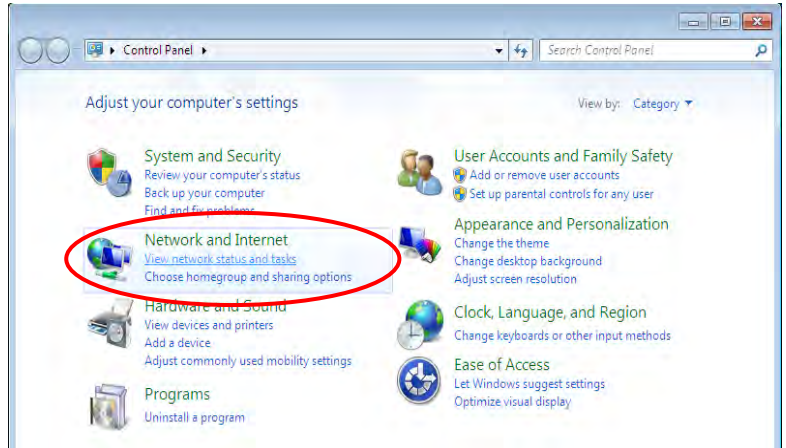 Control Panel
Search Control Panel
Adjust your computer's settings
View by: Category
System and Security
Review your computer's status
Back up your computer
Find and fix problems
Network and Internet
View network status and tasks
Choose homegroup and sharing options
Hardware and Sound
View devices and printers
Add a device
Adjust commonly used mobility settings
Programs
Uninstall a program
User Accounts and Family Safety
Add or remove user accounts
Set up parental controls for any user
Appearance and Personalization
Change the theme
Change desktop background
Adjust screen resolution
Clock, Language, and Region
Change keyboards or other input methods
Ease of Access
Let Windows suggest settings
Optimize visual display